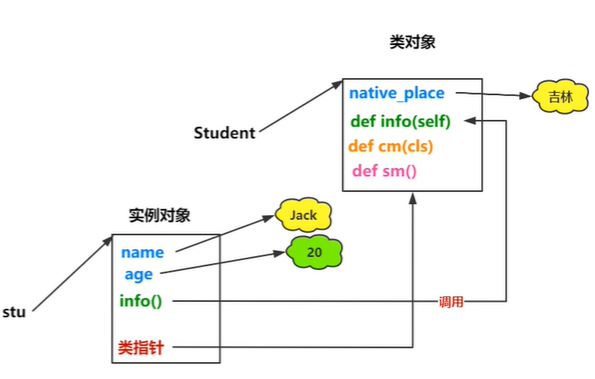 类对象
native_place
吉林
def info(self)
Student
def cm(cls)
def sm()
实例对象
Jack
name
20
age
info()
调用
stu
类指针